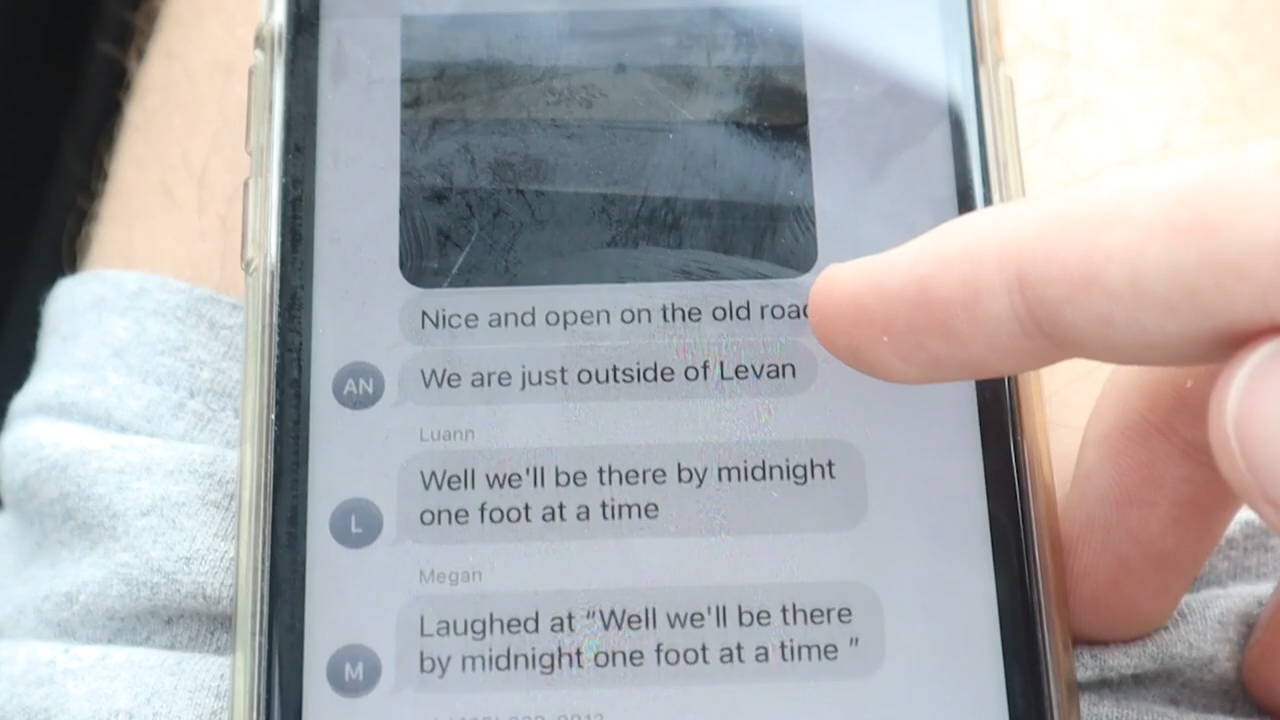 Nice and open on the old road
AN
We are just outside of Levan
Luann
Well we'll be there by midnight
one foot at a time
L
Megan
Laughed at “Well we'll be there
by midnight one foot at a time ”
M